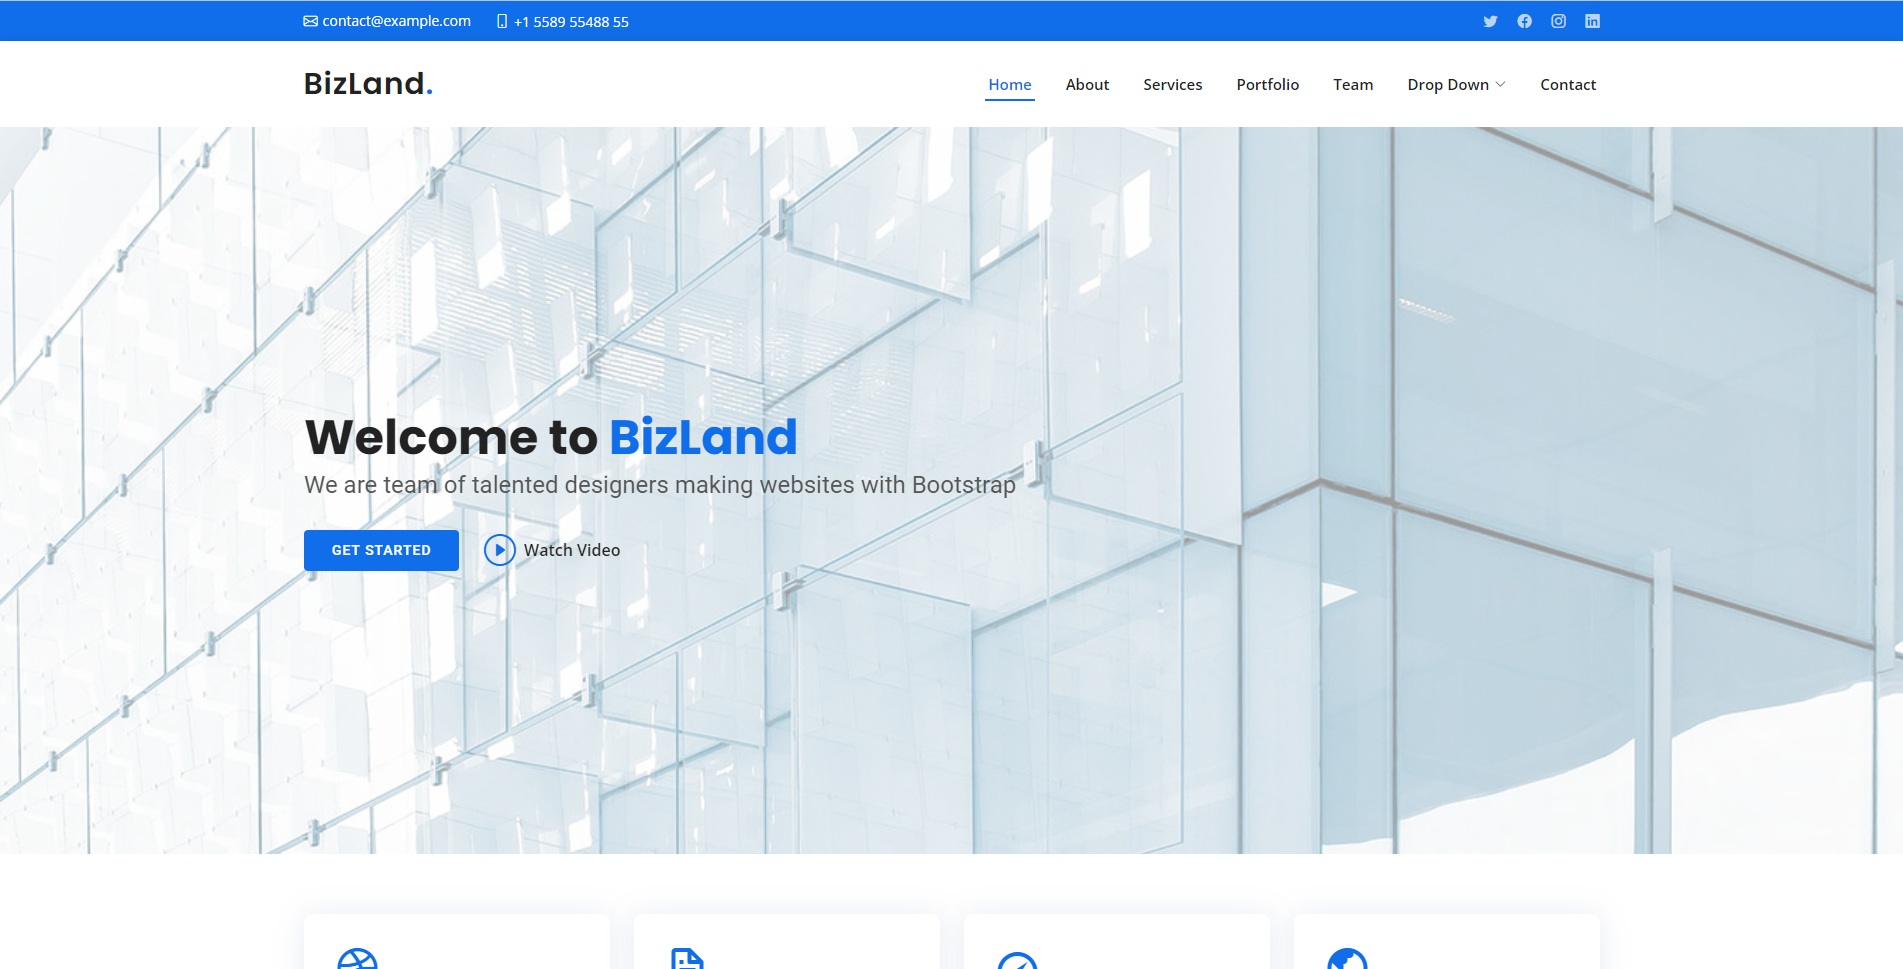 contact@example.com +1 5589 55488 55
BizLand.
Home About Services Portfolio Team Drop Down Contact
Welcome to BizLand
We are team of talented designers making websites with Bootstrap
GET STARTED Watch Video